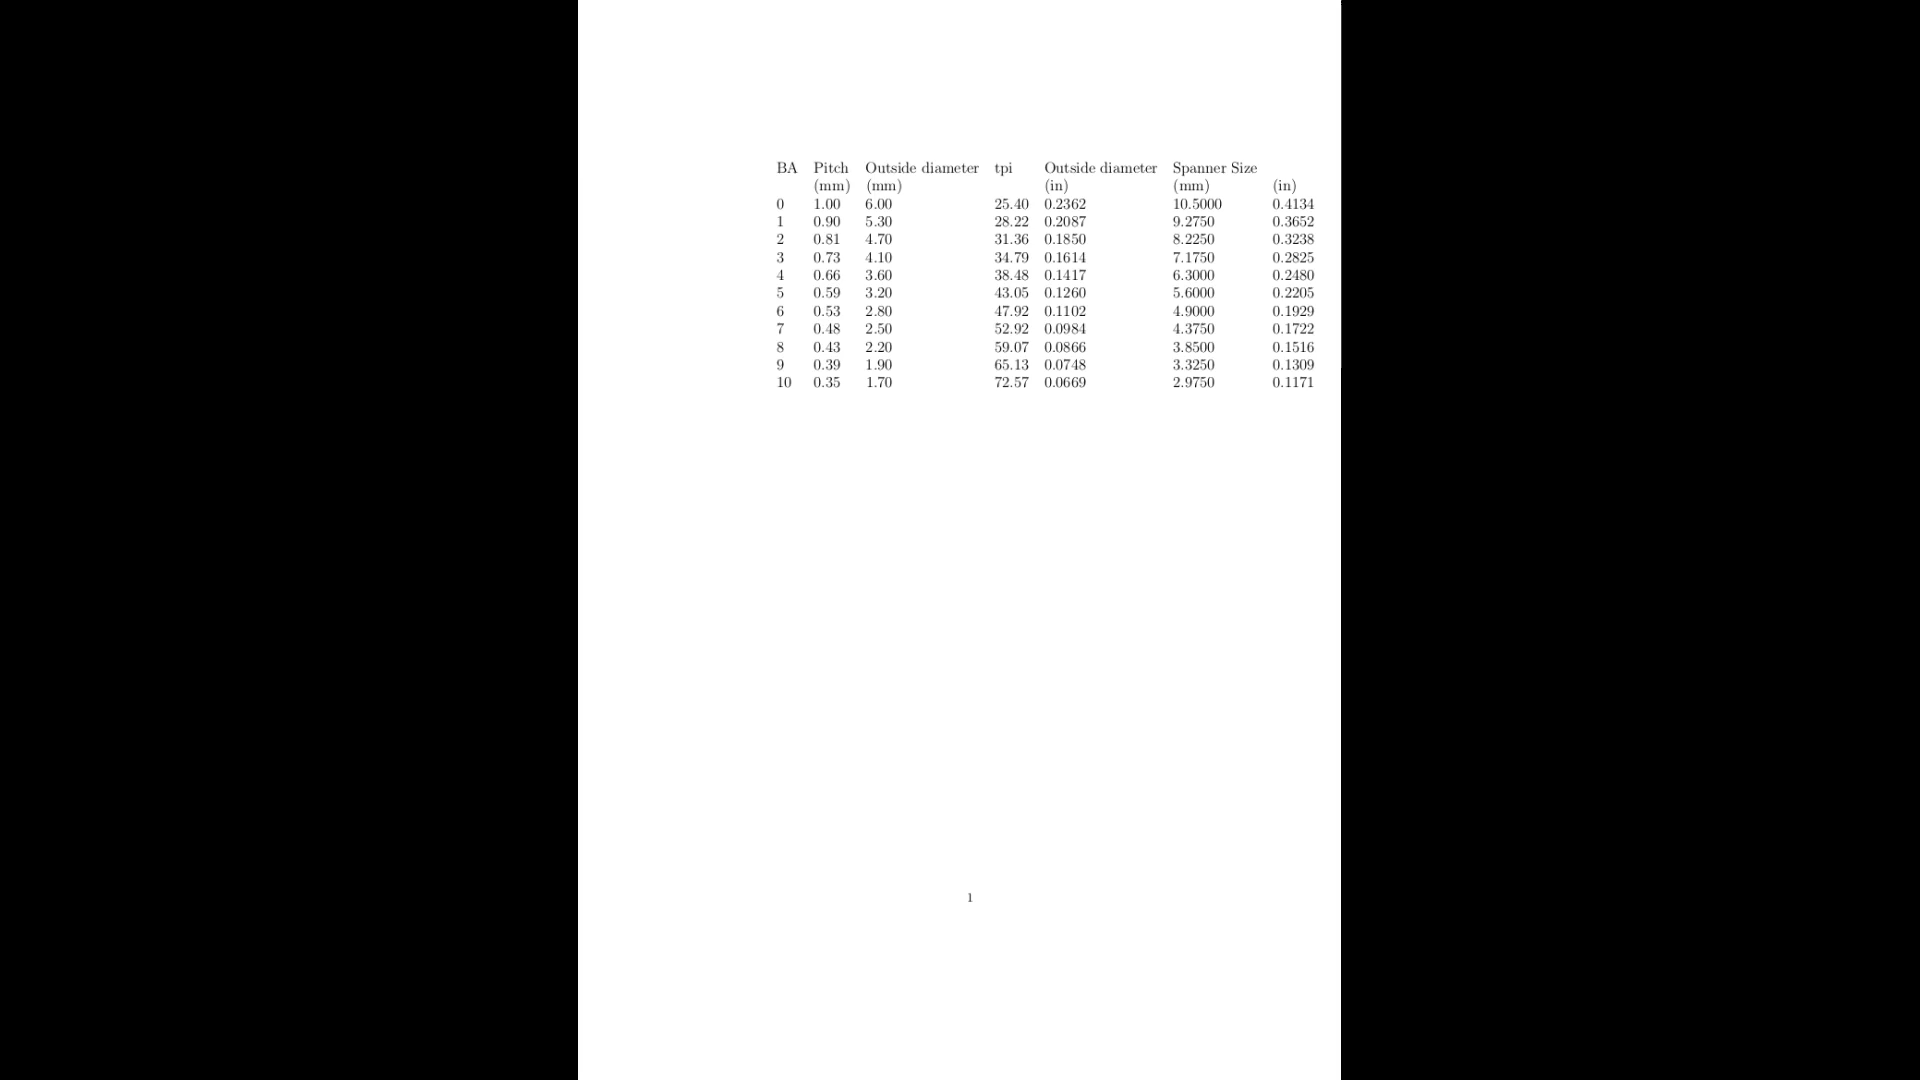 BA Pitch Outside diameter tpi Outside diameter Spanner Size
(mm) (mm) (in) (mm) (in)
0 1.00 6.00 25.40 0.2362 10.5000 0.4134
1 0.90 5.30 28.22 0.2087 9.2750 0.3652
2 0.81 4.70 31.36 0.1850 8.2250 0.3238
3 0.73 4.10 34.79 0.1614 7.1750 0.2825
4 0.66 3.60 38.48 0.1417 6.3000 0.2480
5 0.59 3.20 43.05 0.1260 5.6000 0.2205
6 0.53 2.80 47.92 0.1102 4.9000 0.1929
7 0.48 2.50 52.92 0.0984 4.3750 0.1722
8 0.43 2.20 59.07 0.0866 3.8500 0.1516
9 0.39 1.90 65.13 0.0748 3.3250 0.1309
10 0.35 1.70 72.57 0.0669 2.9750 0.1171
1